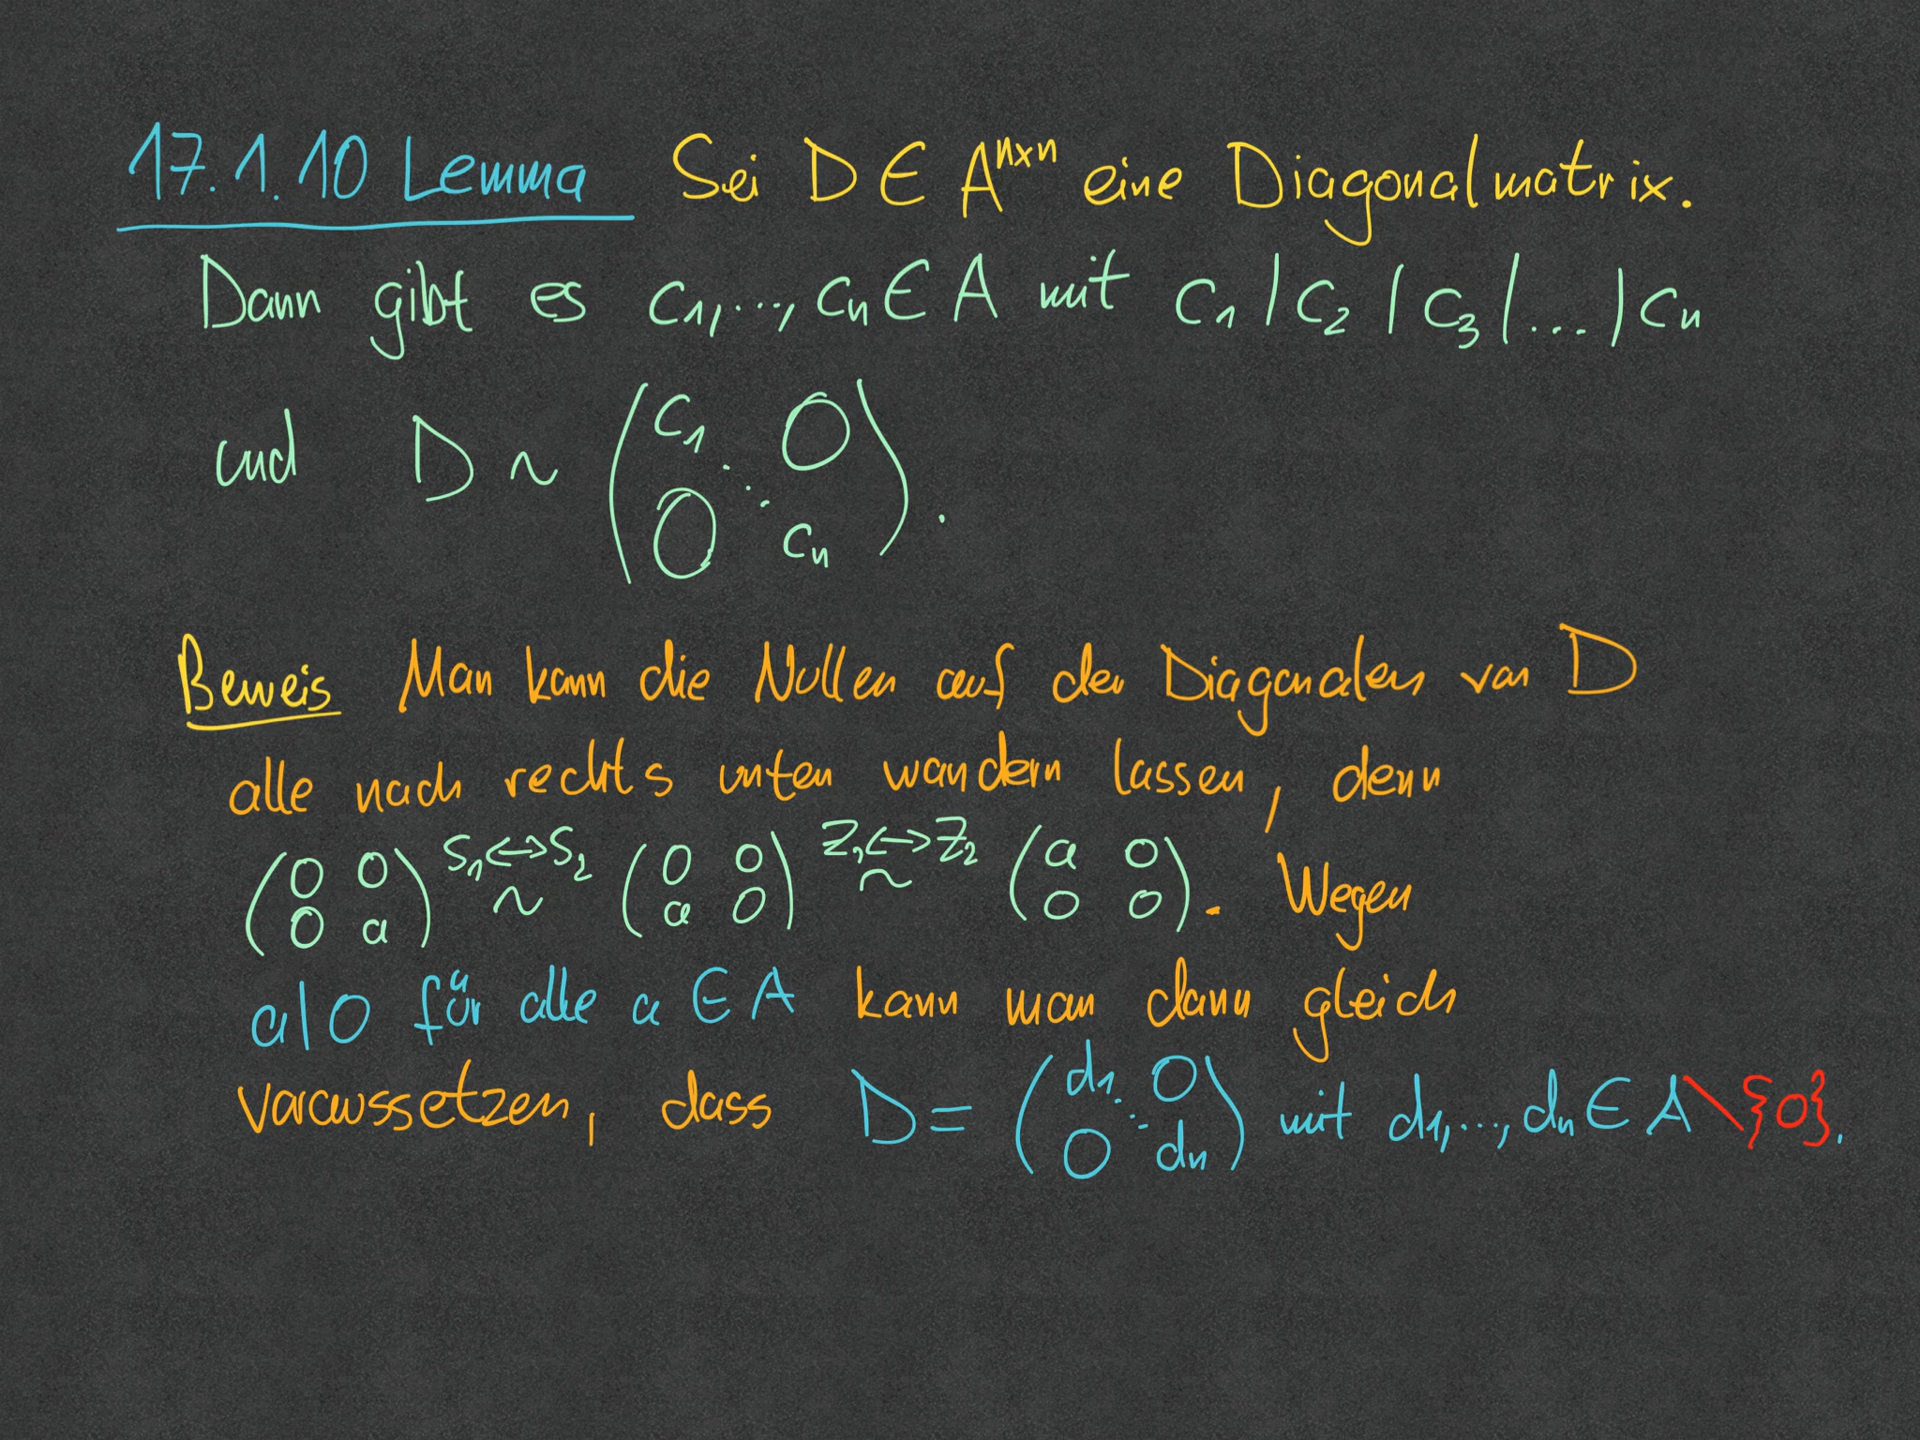 17.1.10 Lemma Sei D ∈ A^{n×n} eine Diagonalmatrix.
Dann gibt es c₁, ..., cₙ ∈ A mit c₁ | c₂ | c₃ | ... | cₙ
und D ~ (c₁ 0 ⋱ 0 cₙ).
Beweis Man kann die Nullen auf der Diagonalen von D
alle nach rechts unten wandern lassen, denn
(0 0; 0 a) S₁↔S₂ ~ (0 0; a 0) Z₁↔Z₂ ~ (a 0; 0 0). Wegen
a|0 für alle a ∈ A kann man dann gleich
voraussetzen, dass D = (d₁ 0 ⋱ 0 dₙ) mit d₁, ..., dₙ ∈ A\{0}.